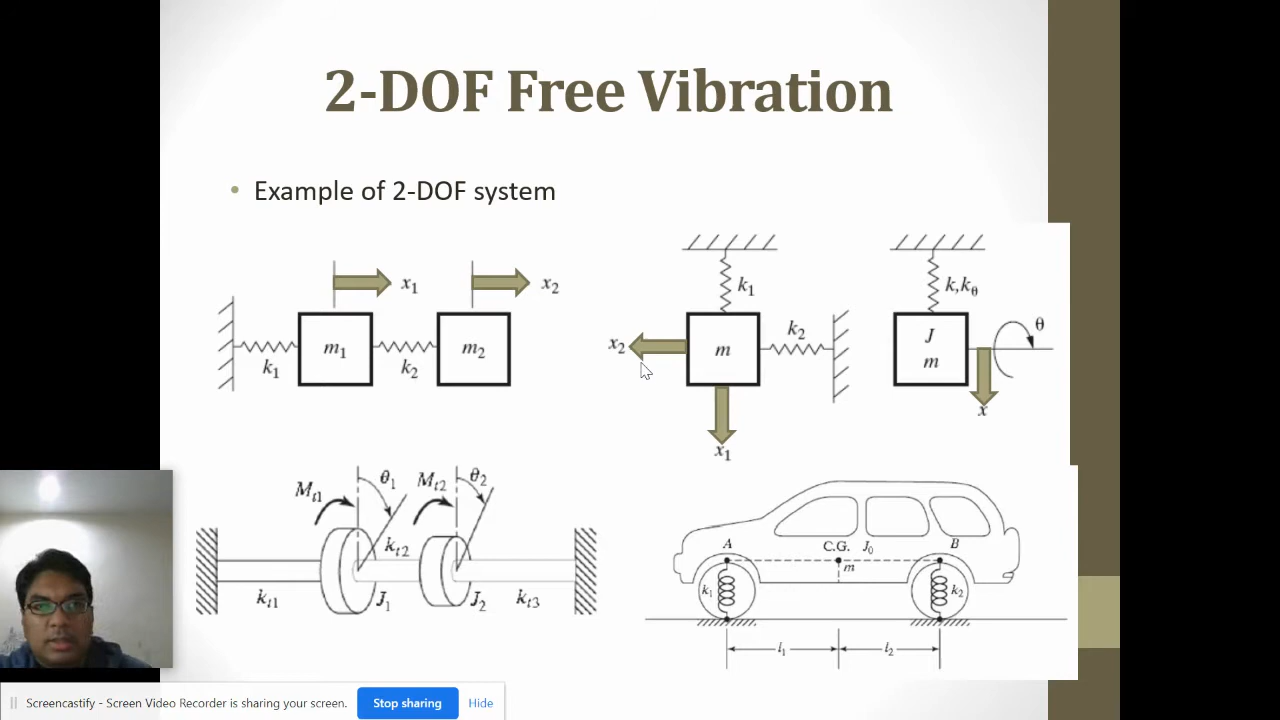 2-DOF Free Vibration
• Example of 2-DOF system
x₁
x₂
k₁
m₁
k₂
m₂
k₁
x₂
m
k₂
x₁
k, kθ
J
m
θ
x
Mt1
θ₁
Mt2
θ₂
kt2
kt1
J₁
J₂
kt3
A
C.G.
J₀
B
m
k₁
k₂
l₁
l₂
Screencastify - Screen Video Recorder is sharing your screen.
Stop sharing
Hide